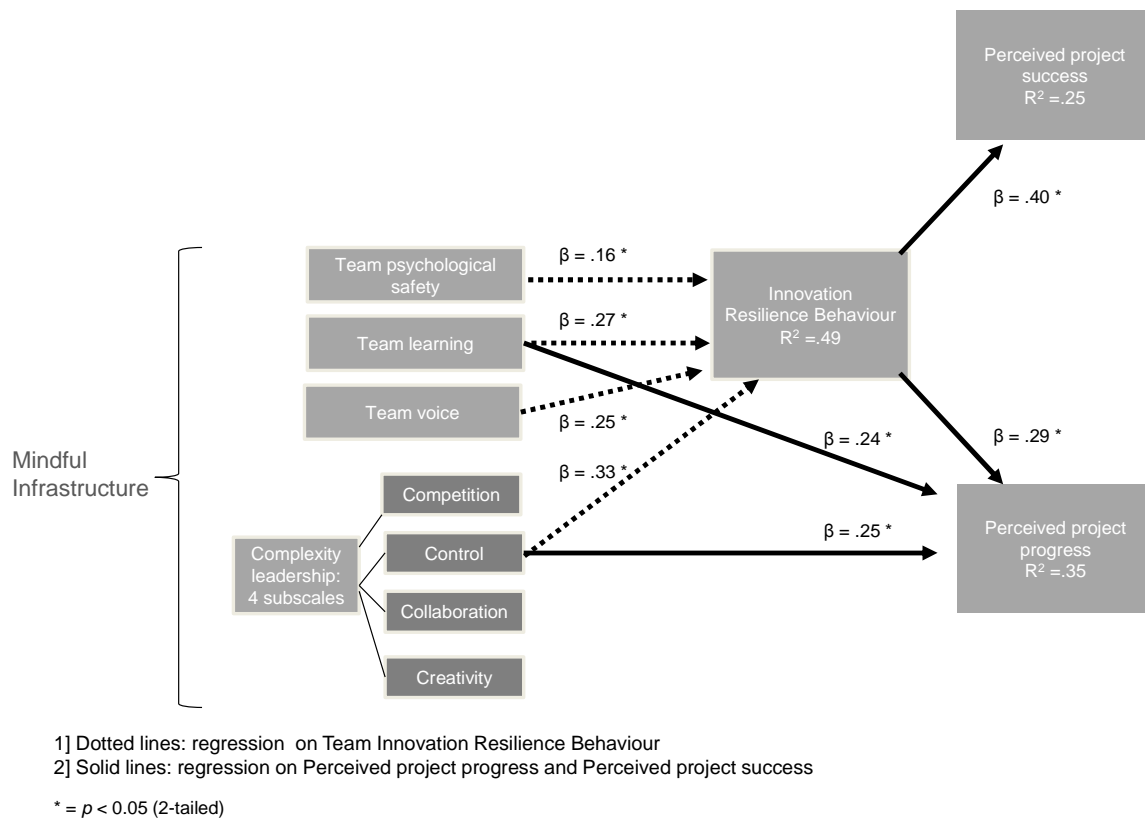 Perceived project
success
R² =.25
β = .40 *
β = .16 *
Team psychological
safety
Innovation
Resilience Behaviour
R² =.49
β = .27 *
Team learning
Team voice
β = .25 *
β = .24 *
β = .29 *
β = .33 *
Mindful
Infrastructure
Competition
Complexity
leadership:
4 subscales
Control
β = .25 *
Perceived project
progress
R² =.35
Collaboration
Creativity
1] Dotted lines: regression on Team Innovation Resilience Behaviour
2] Solid lines: regression on Perceived project progress and Perceived project success
* = p < 0.05 (2-tailed)